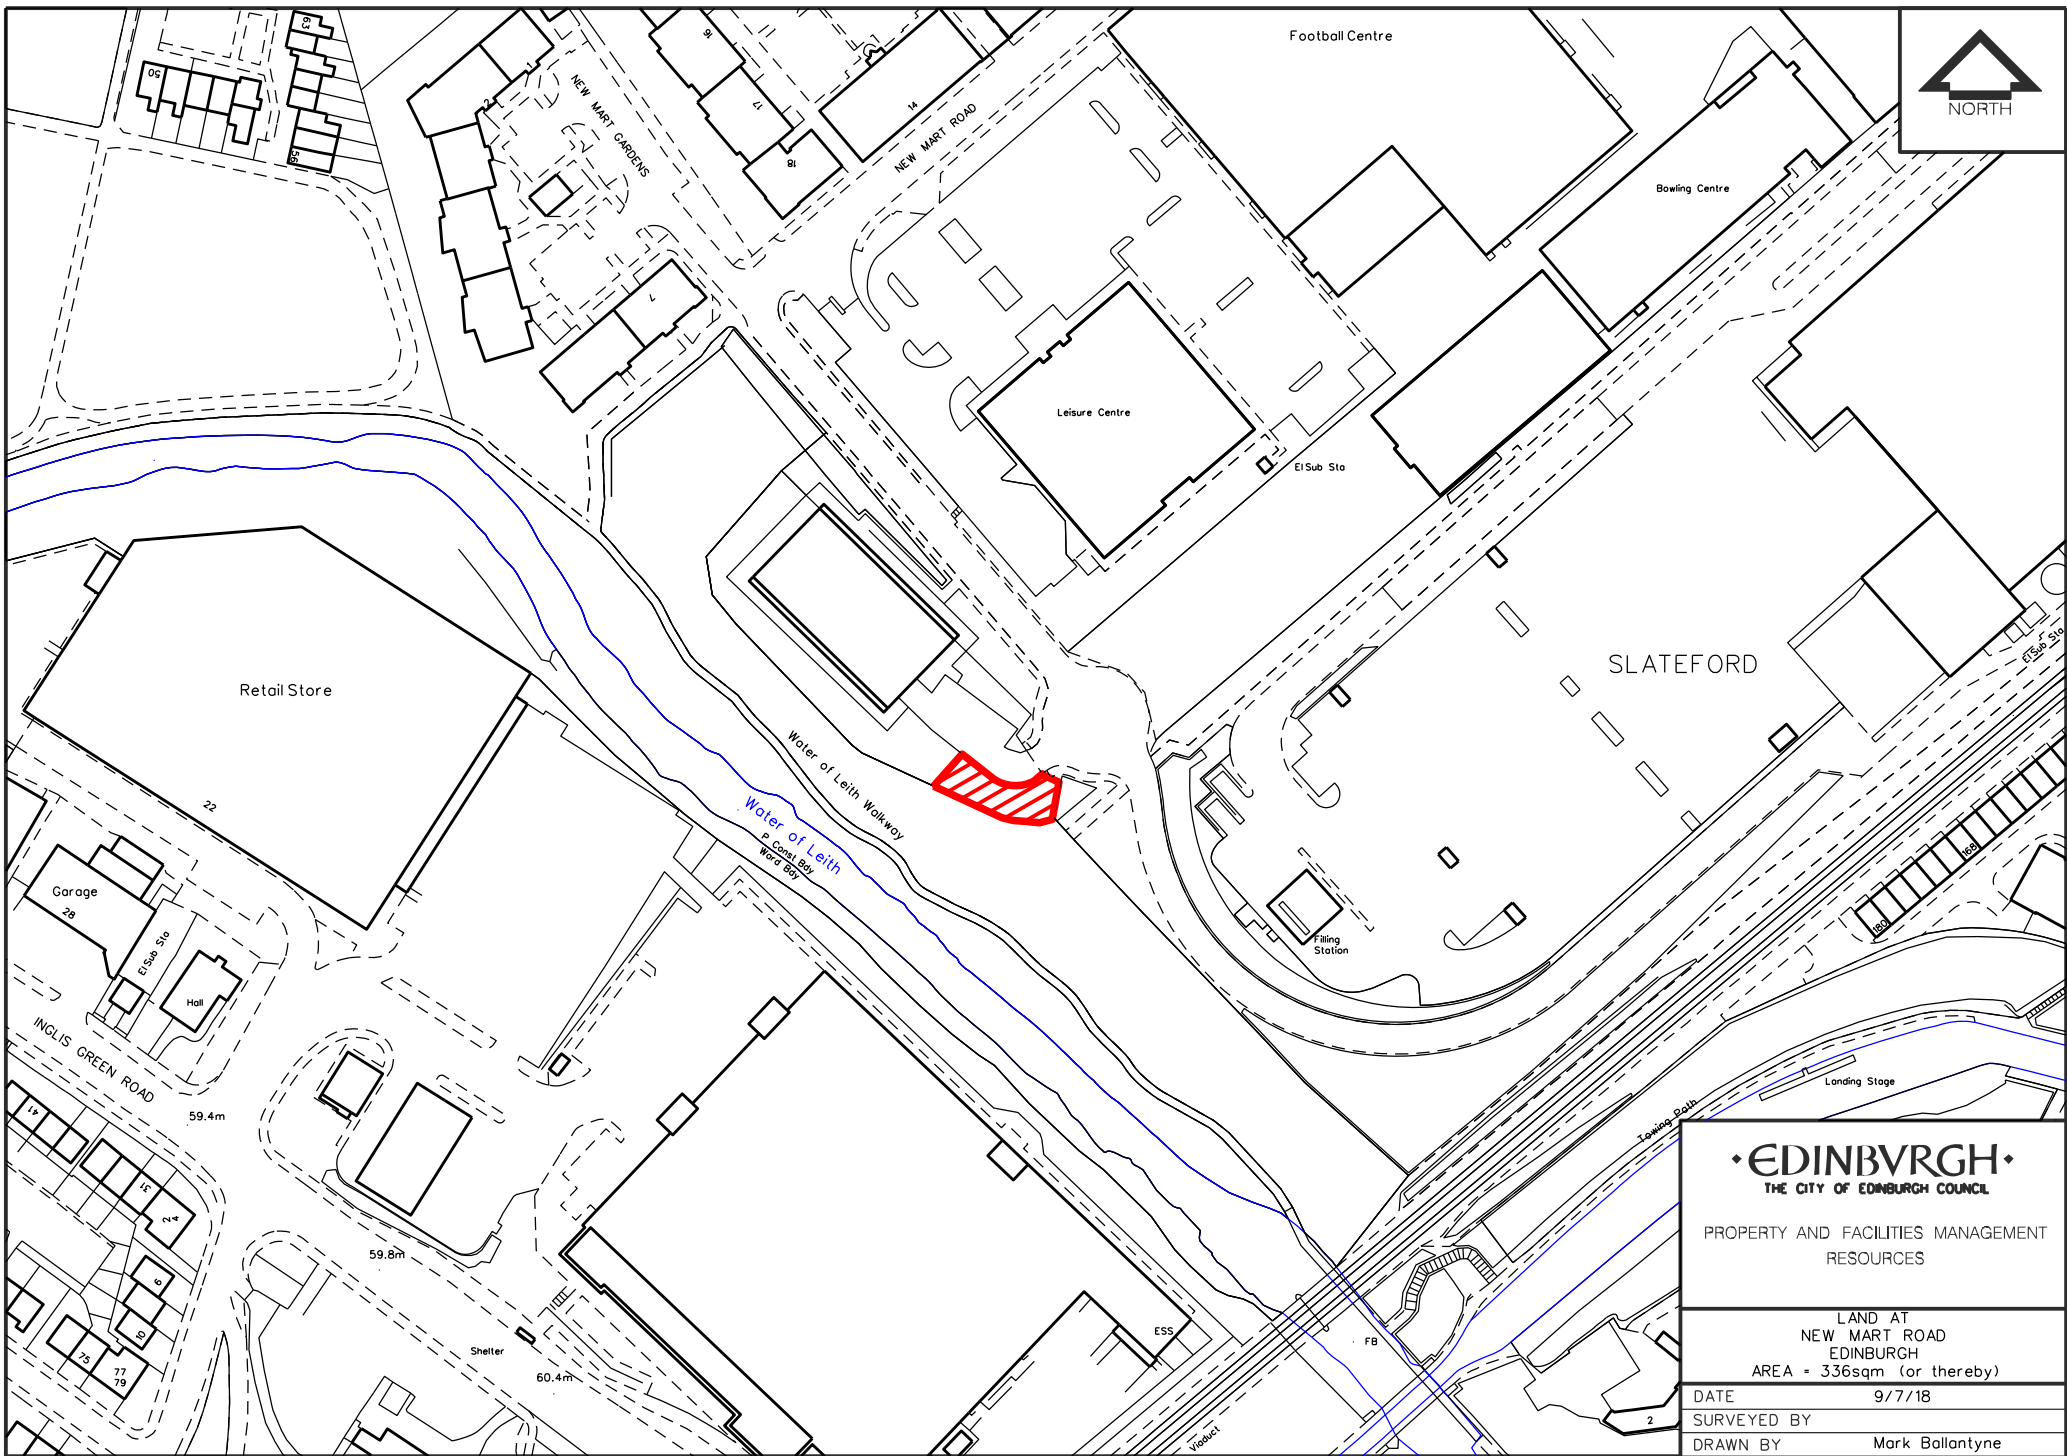 Football Centre
NORTH
63
50
56
2
NEW MART GARDENS
16
17
18
14
NEW MART ROAD
Bowling Centre
7
Leisure Centre
El Sub Sta
SLATEFORD
El Sub Sta
Retail Store
22
Water of Leith Walkway
Water of Leith
P Const Bdy
Ward Bdy
Garage
28
El Sub Sta
Hall
Filling
Station
168
180
INGLIS GREEN ROAD
59.4m
41
31
2
4
59.8m
6
10
75
77
79
Shelter
60.4m
ESS
FB
Viaduct
Towing Path
Landing Stage
2
EDINBVRGH
THE CITY OF EDINBURGH COUNCIL
PROPERTY AND FACILITIES MANAGEMENT
RESOURCES
LAND AT
NEW MART ROAD
EDINBURGH
AREA = 336sqm (or thereby)
DATE 9/7/18
SURVEYED BY
DRAWN BY Mark Ballantyne